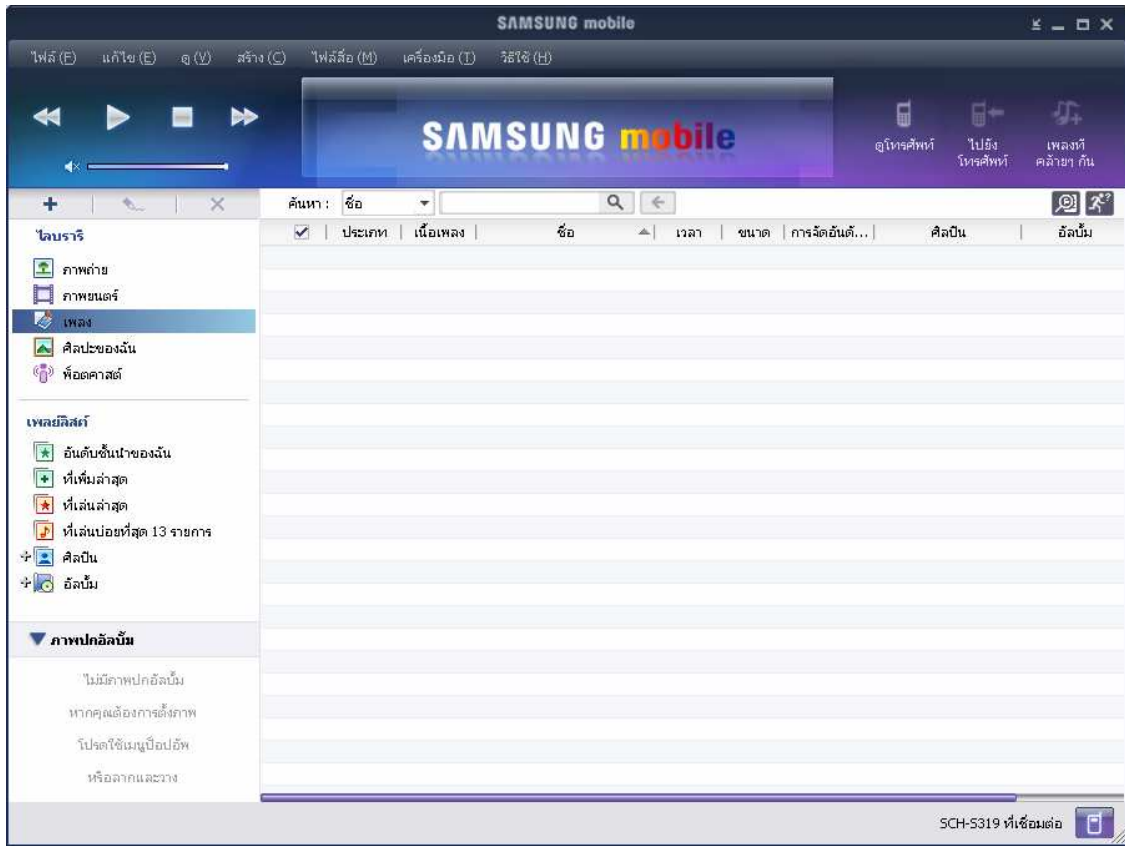 SAMSUNG mobile
ไฟล์ (F) แก้ไข (E) ดู (V) สร้าง (C) ไฟล์สื่อ (M) เครื่องมือ (T) วิธีใช้ (H)
SAMSUNG mobile
ดูโทรศัพท์ ไปยัง เพลงที่
โทรศัพท์ คล้ายๆ กัน
ค้นหา : ชื่อ
ไลบรารี ประเภท เนื้อเพลง ชื่อ เวลา ขนาด การจัดอันดั... ศิลปิน อัลบั้ม
ภาพถ่าย
ภาพยนตร์
เพลง
ศิลปะของฉัน
พ็อตคาสต์
เพลย์ลิสต์
อันดับชั้นนำของฉัน
ที่เพิ่มล่าสุด
ที่เล่นล่าสุด
ที่เล่นบ่อยที่สุด 13 รายการ
ศิลปิน
อัลบั้ม
ภาพปกอัลบั้ม
ไม่มีภาพปกอัลบั้ม
หากคุณต้องการตั้งภาพ
โปรดใช้เมนูป็อปอัพ
หรือลากและวาง
SCH-S319 ที่เชื่อมต่อ